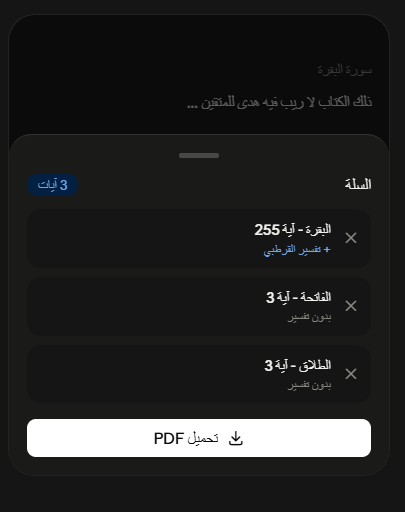 سورة البقرة
ذلك الكتاب لا ريب فيه هدى للمتقين ...
السلة
3 آيات
البقرة - آية 255
+ تفسير القرطبي
الفاتحة - آية 3
بدون تفسير
الطلاق - آية 3
بدون تفسير
تحميل PDF